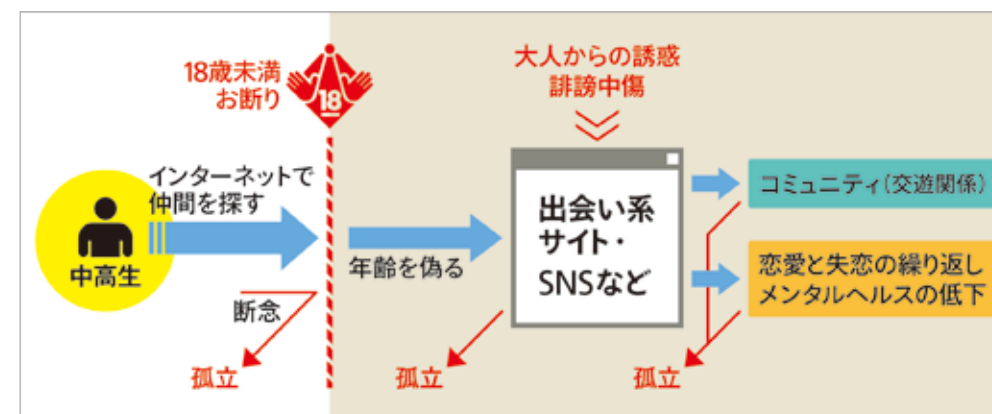 18歳未満
お断り
18
大人からの誘惑
誹謗中傷
インターネットで
仲間を探す
中高生
断念
孤立
年齢を偽る
孤立
出会い系
サイト・
SNSなど
コミュニティ(交遊関係)
恋愛と失恋の繰り返し
メンタルヘルスの低下
孤立